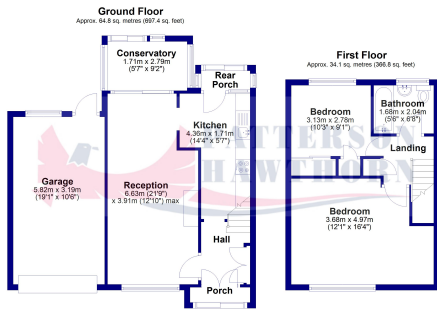 Ground Floor
Approx. 64.8 sq. metres (697.4 sq. feet)
Conservatory
1.71m x 2.79m
(5'7" x 9'2")
Rear
Porch
Kitchen
4.36m x 1.71m
(14'4" x 5'7")
Garage
5.82m x 3.19m
(19'1" x 10'6")
Reception
6.63m (21'9")
x 3.91m (12'10") max
Hall
Porch
First Floor
Approx. 34.1 sq. metres (366.8 sq. feet)
Bedroom
3.13m x 2.78m
(10'3" x 9'1")
Bathroom
1.68m x 2.04m
(5'6" x 6'8")
Landing
Bedroom
3.68m x 4.97m
(12'1" x 16'4")
PATTERSON
HAWTHORN